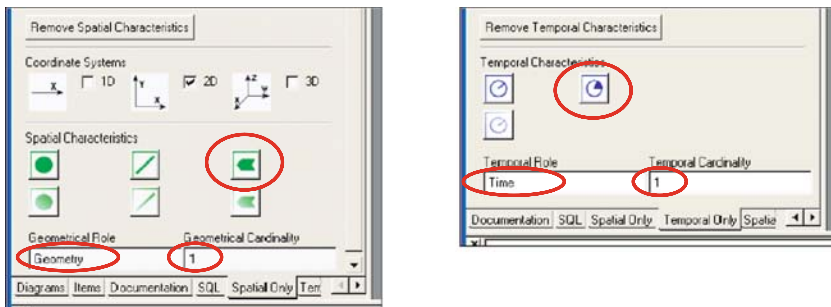 Remove Spatial Characteristics
Coordinate Systems
x 1D Y x 2D z Y x 3D
Spatial Characteristics
Geometrical Role Geometrical Cardinality
Geometry 1
Diagrams Items Documentation SQL Spatial Only Tem
Remove Temporal Characteristics
Temporal Characteristics
Temporal Role Temporal Cardinality
Time 1
Documentation SQL Spatial Only Temporal Only Spatia